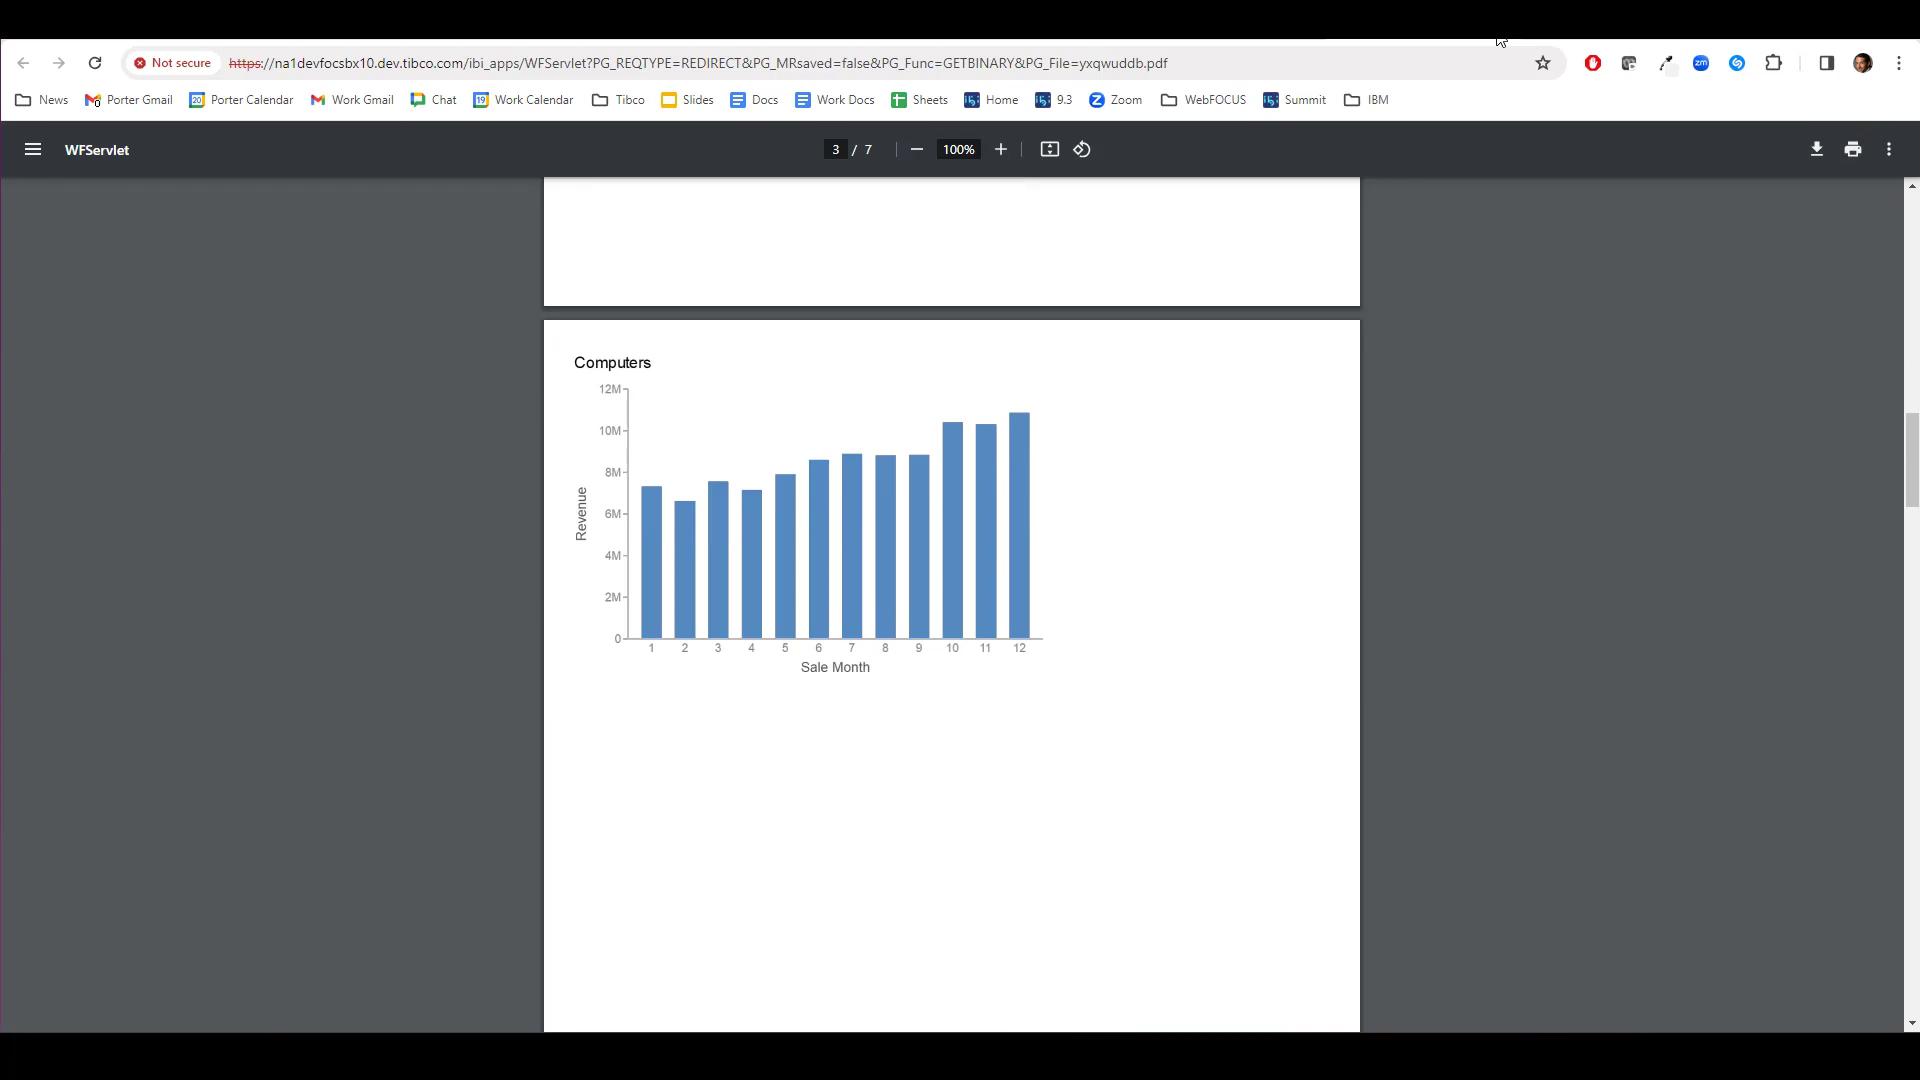 Not secure https://na1devfocsbx10.dev.tibco.com/ibi_apps/WFServlet?PG_REQTYPE=REDIRECT&PG_MRsaved=false&PG_Func=GETBINARY&PG_File=yxqwuddb.pdf
News Porter Gmail Porter Calendar Work Gmail Chat Work Calendar Tibco Slides Docs Work Docs Sheets Home 9.3 Zoom WebFOCUS Summit IBM
WFServlet 3 / 7 100%
Computers
12M
10M
8M
6M
4M
2M
0
Revenue
1 2 3 4 5 6 7 8 9 10 11 12
Sale Month